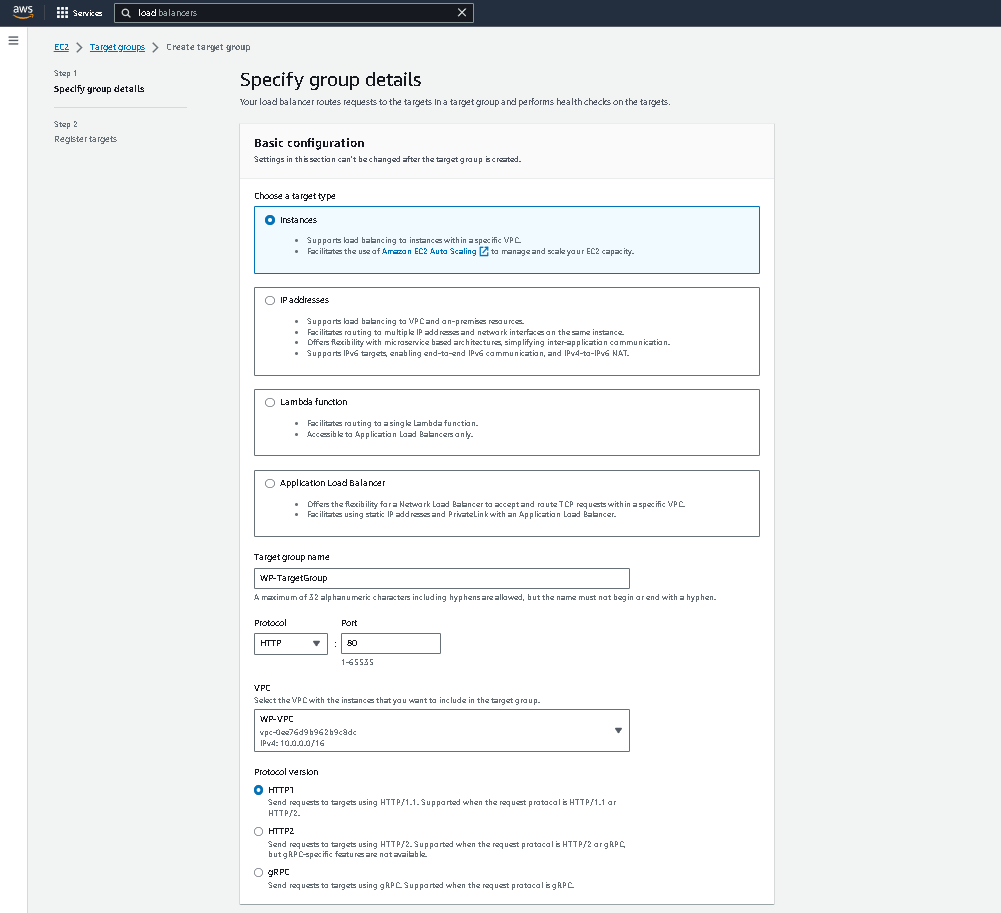 aws
Services
load balancers
EC2 > Target groups > Create target group
Step 1
Specify group details
Step 2
Register targets
Specify group details
Your load balancer routes requests to the targets in a target group and performs health checks on the targets.
Basic configuration
Settings in this section can't be changed after the target group is created.
Choose a target type
Instances
• Supports load balancing to instances within a specific VPC.
• Facilitates the use of Amazon EC2 Auto Scaling to manage and scale your EC2 capacity.
IP addresses
• Supports load balancing to VPC and on-premises resources.
• Facilitates routing to multiple IP addresses and network interfaces on the same instance.
• Offers flexibility with microservice based architectures, simplifying inter-application communication.
• Supports IPv6 targets, enabling end-to-end IPv6 communication, and IPv4-to-IPv6 NAT.
Lambda function
• Facilitates routing to a single Lambda function.
• Accessible to Application Load Balancers only.
Application Load Balancer
• Offers the flexibility for a Network Load Balancer to accept and route TCP requests within a specific VPC.
• Facilitates using static IP addresses and PrivateLink with an Application Load Balancer.
Target group name
WP-TargetGroup
A maximum of 32 alphanumeric characters including hyphens are allowed, but the name must not begin or end with a hyphen.
Protocol Port
HTTP : 80
1-65535
VPC
Select the VPC with the instances that you want to include in the target group.
WP-VPC
vpc-0ee76d9b962b9c8dc
IPv4: 10.0.0.0/16
Protocol version
HTTP1
Send requests to targets using HTTP/1.1. Supported when the request protocol is HTTP/1.1 or
HTTP/2.
HTTP2
Send requests to targets using HTTP/2. Supported when the request protocol is HTTP/2 or gRPC,
but gRPC-specific features are not available.
gRPC
Send requests to targets using gRPC. Supported when the request protocol is gRPC.